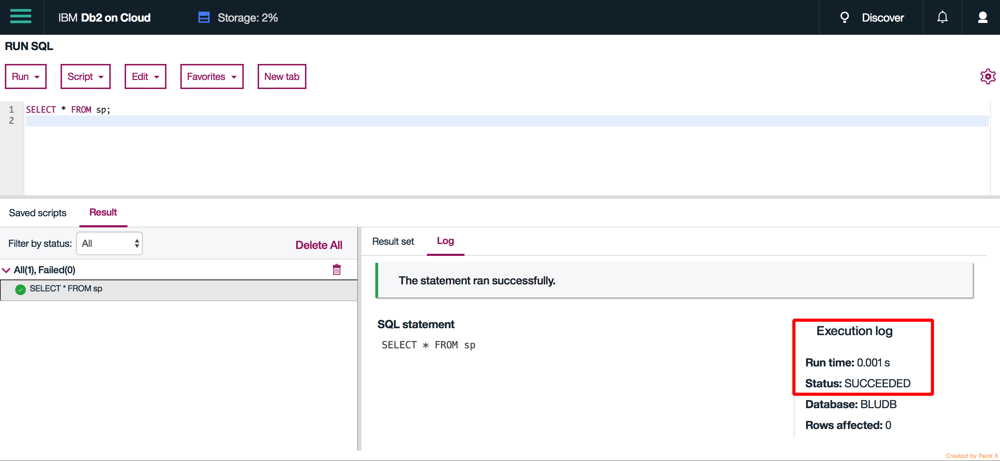 IBM Db2 on Cloud
Storage: 2%
Discover
RUN SQL
Run
Script
Edit
Favorites
New tab
1 SELECT * FROM sp;
2
Saved scripts
Result
Filter by status: All
Delete All
Result set
Log
All(1), Failed(0)
SELECT * FROM sp
The statement ran successfully.
SQL statement
SELECT * FROM sp
Execution log
Run time: 0.001 s
Status: SUCCEEDED
Database: BLUDB
Rows affected: 0
Created by Paint X